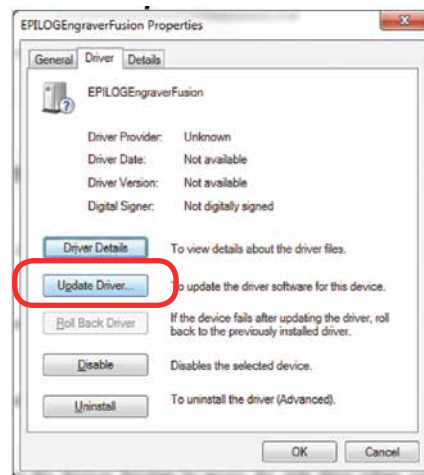 EPILOGEngraverFusion Properties
General Driver Details
EPILOGEngraverFusion
Driver Provider: Unknown
Driver Date: Not available
Driver Version: Not available
Digital Signer: Not digitally signed
Driver Details To view details about the driver files.
Update Driver... To update the driver software for this device.
Roll Back Driver If the device fails after updating the driver, roll
back to the previously installed driver.
Disable Disables the selected device.
Uninstall To uninstall the driver (Advanced).
OK Cancel